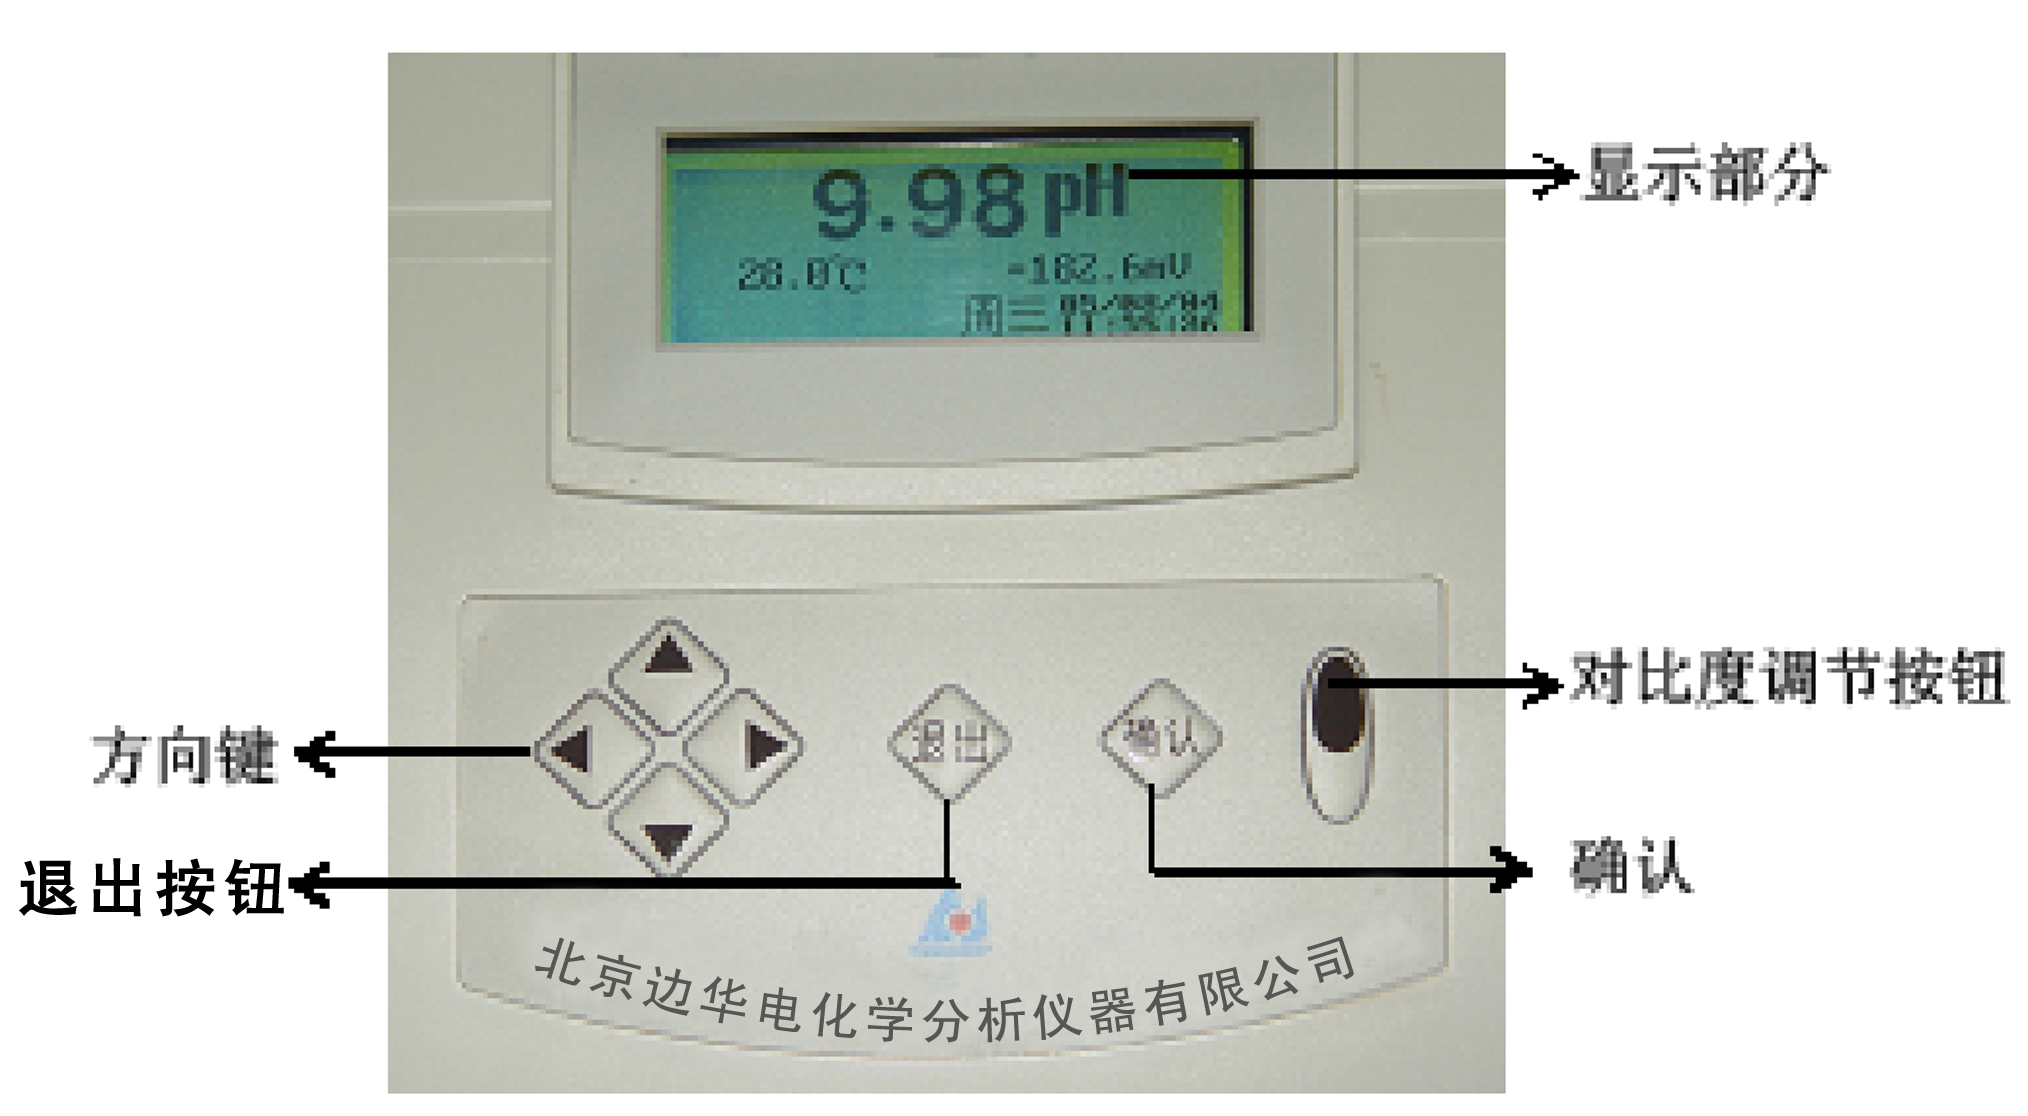 9.98pH
显示部分
28.0℃
-182.6mV
周三
对比度调节按钮
退出
确认
方向键
退出按钮
确认
北京边华电化学分析仪器有限公司